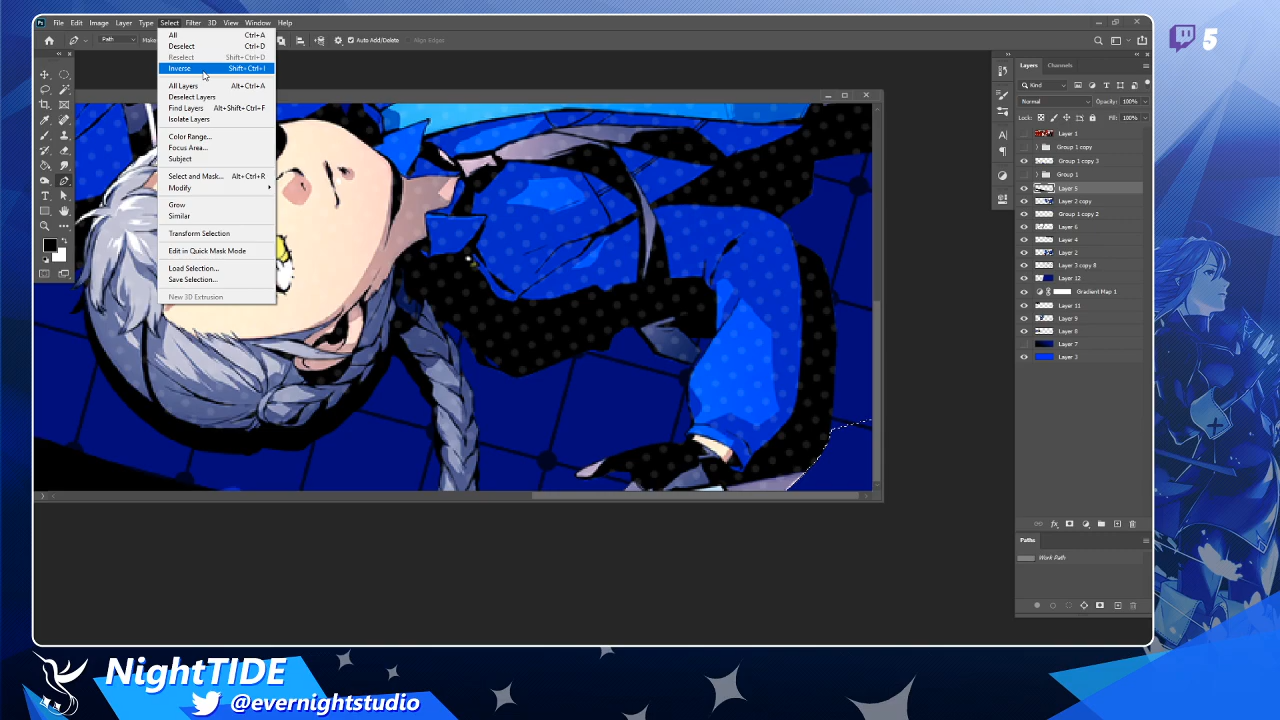 Ps File Edit Image Layer Type Select Filter 3D View Window Help
Path Make Auto Add/Delete Align Edges
All Ctrl+A
Deselect Ctrl+D
Reselect Shift+Ctrl+D
Inverse Shift+Ctrl+I
All Layers Alt+Ctrl+A
Deselect Layers
Find Layers Alt+Shift+Ctrl+F
Isolate Layers
Color Range...
Focus Area...
Subject
Select and Mask... Alt+Ctrl+R
Modify
Grow
Similar
Transform Selection
Edit in Quick Mask Mode
Load Selection...
Save Selection...
New 3D Extrusion
Layers Channels
Kind
Normal Opacity: 100%
Lock: Fill: 100%
Layer 1
Group 1 copy
Group 1 copy 3
Group 1
Layer 5
Layer 2 copy
Group 1 copy 2
Layer 6
Layer 4
Layer 2
Layer 3 copy 8
Layer 12
Gradient Map 1
Layer 11
Layer 9
Layer 8
Layer 7
Layer 3
fx
Paths
Work Path
5
NightTIDE
@evernightstudio